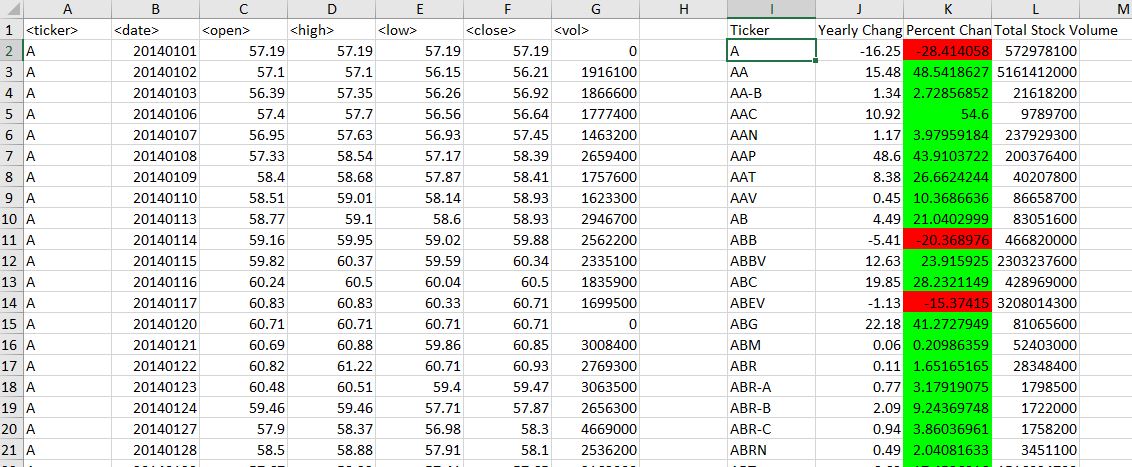 A B C D E F G H I J K L M
1 <ticker> <date> <open> <high> <low> <close> <vol> Ticker Yearly Chang Percent Chan Total Stock Volume
2 A 20140101 57.19 57.19 57.19 57.19 0 A -16.25 -28.414058 572978100
3 A 20140102 57.1 57.1 56.15 56.21 1916100 AA 15.48 48.5418627 5161412000
4 A 20140103 56.39 57.35 56.26 56.92 1866600 AA-B 1.34 2.72856852 21618200
5 A 20140106 57.4 57.7 56.56 56.64 1777400 AAC 10.92 54.6 9789700
6 A 20140107 56.95 57.63 56.93 57.45 1463200 AAN 1.17 3.97959184 237929300
7 A 20140108 57.33 58.54 57.17 58.39 2659400 AAP 48.6 43.9103722 200376400
8 A 20140109 58.4 58.68 57.87 58.41 1757600 AAT 8.38 26.6624244 40207800
9 A 20140110 58.51 59.01 58.14 58.93 1623300 AAV 0.45 10.3686636 86658700
10 A 20140113 58.77 59.1 58.6 58.93 2946700 AB 4.49 21.0402999 83051600
11 A 20140114 59.16 59.95 59.02 59.88 2562200 ABB -5.41 -20.368976 466820000
12 A 20140115 59.82 60.37 59.59 60.34 2335100 ABBV 12.63 23.915925 2303237600
13 A 20140116 60.24 60.5 60.04 60.5 1835900 ABC 19.85 28.2321149 428969000
14 A 20140117 60.83 60.83 60.33 60.71 1699500 ABEV -1.13 -15.37415 3208014300
15 A 20140120 60.71 60.71 60.71 60.71 0 ABG 22.18 41.2727949 81065600
16 A 20140121 60.69 60.88 59.86 60.85 3008400 ABM 0.06 0.20986359 52403000
17 A 20140122 60.82 61.22 60.71 60.93 2769300 ABR 0.11 1.65165165 28348400
18 A 20140123 60.48 60.51 59.4 59.47 3063500 ABR-A 0.77 3.17919075 1798500
19 A 20140124 59.46 59.46 57.71 57.87 2656300 ABR-B 2.09 9.24369748 1722000
20 A 20140127 57.9 58.37 56.98 58.3 4669000 ABR-C 0.94 3.86036961 1758200
21 A 20140128 58.5 58.88 57.91 58.1 2536200 ABRN 0.49 2.04081633 3451100